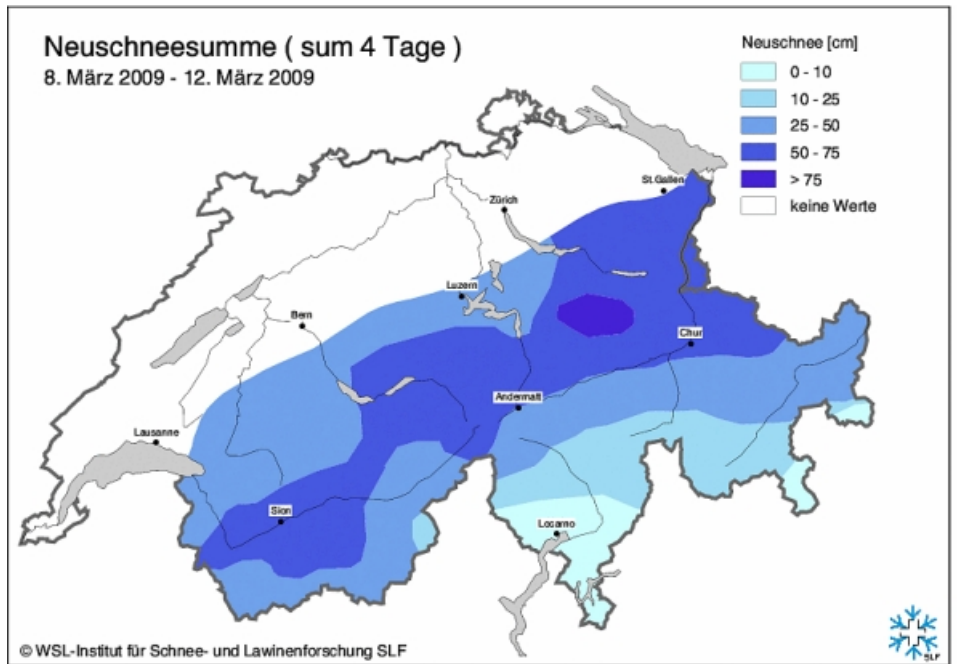 Neuschneesumme ( sum 4 Tage )
8. März 2009 - 12. März 2009
Neuschnee [cm]
0 - 10
10 - 25
25 - 50
50 - 75
> 75
keine Werte
St.Gallen
Zürich
Luzern
Bern
Chur
Andermatt
Lausanne
Sion
Locarno
© WSL-Institut für Schnee- und Lawinenforschung SLF
SLF